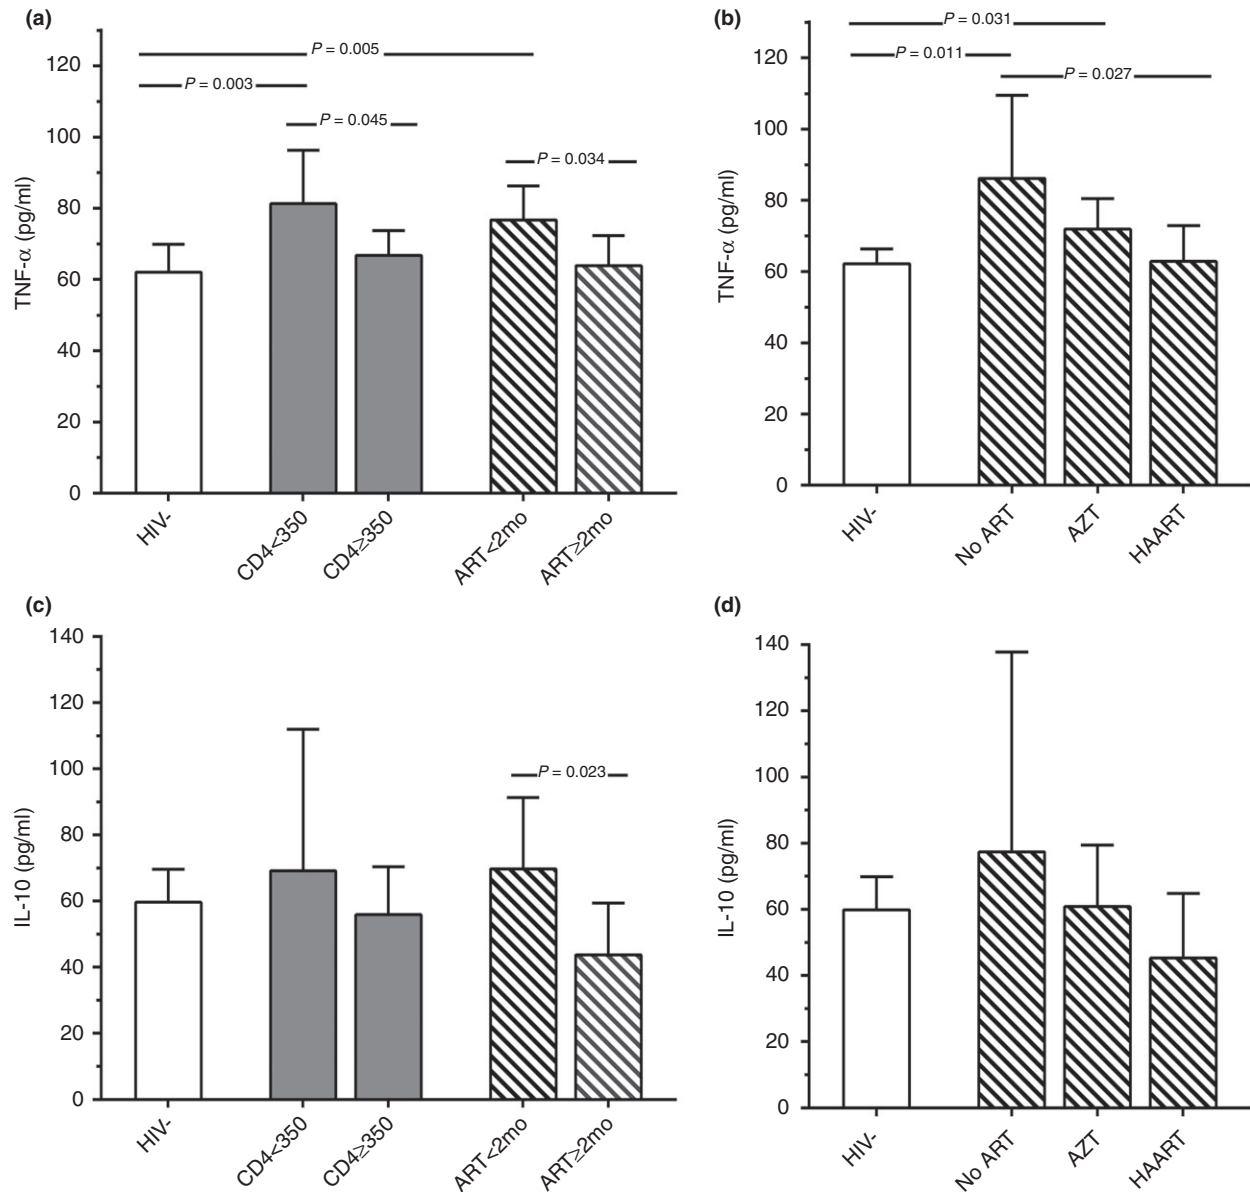 (a)
P = 0.005
P = 0.003
P = 0.045
P = 0.034
TNF-α (pg/ml)
120
100
80
60
40
20
0
HIV-
CD4<350
CD4≥350
ART<2mo
ART≥2mo
(b)
P = 0.031
P = 0.011
P = 0.027
TNF-α (pg/ml)
120
100
80
60
40
20
0
HIV-
No ART
AZT
HAART
(c)
P = 0.023
IL-10 (pg/ml)
140
120
100
80
60
40
20
0
HIV-
CD4<350
CD4≥350
ART<2mo
ART≥2mo
(d)
IL-10 (pg/ml)
140
120
100
80
60
40
20
0
HIV-
No ART
AZT
HAART